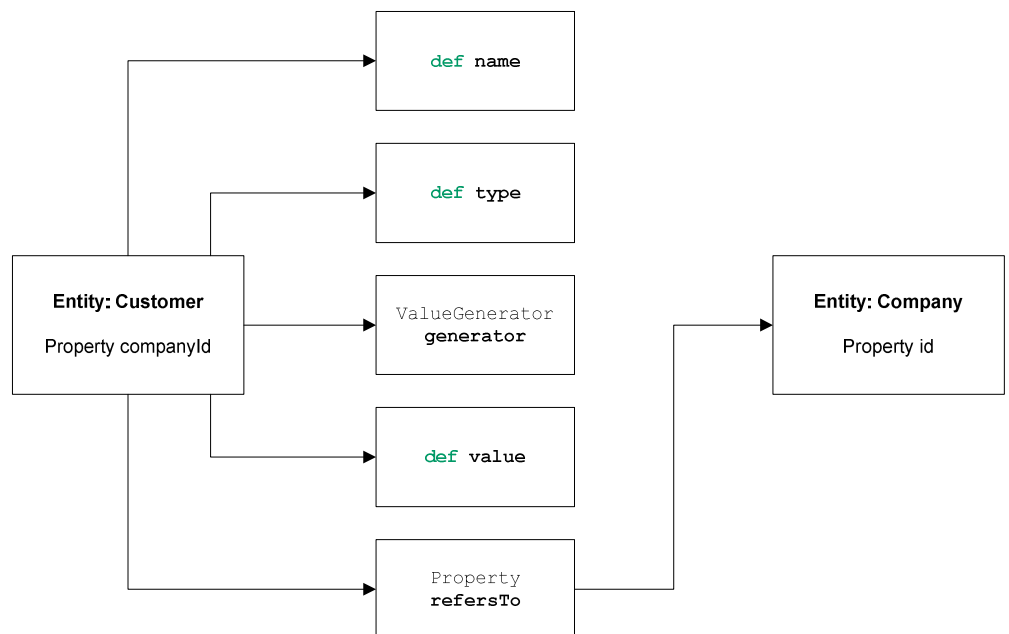 def name
def type
Entity: Customer
Property companyId
ValueGenerator
generator
Entity: Company
Property id
def value
Property
refersTo